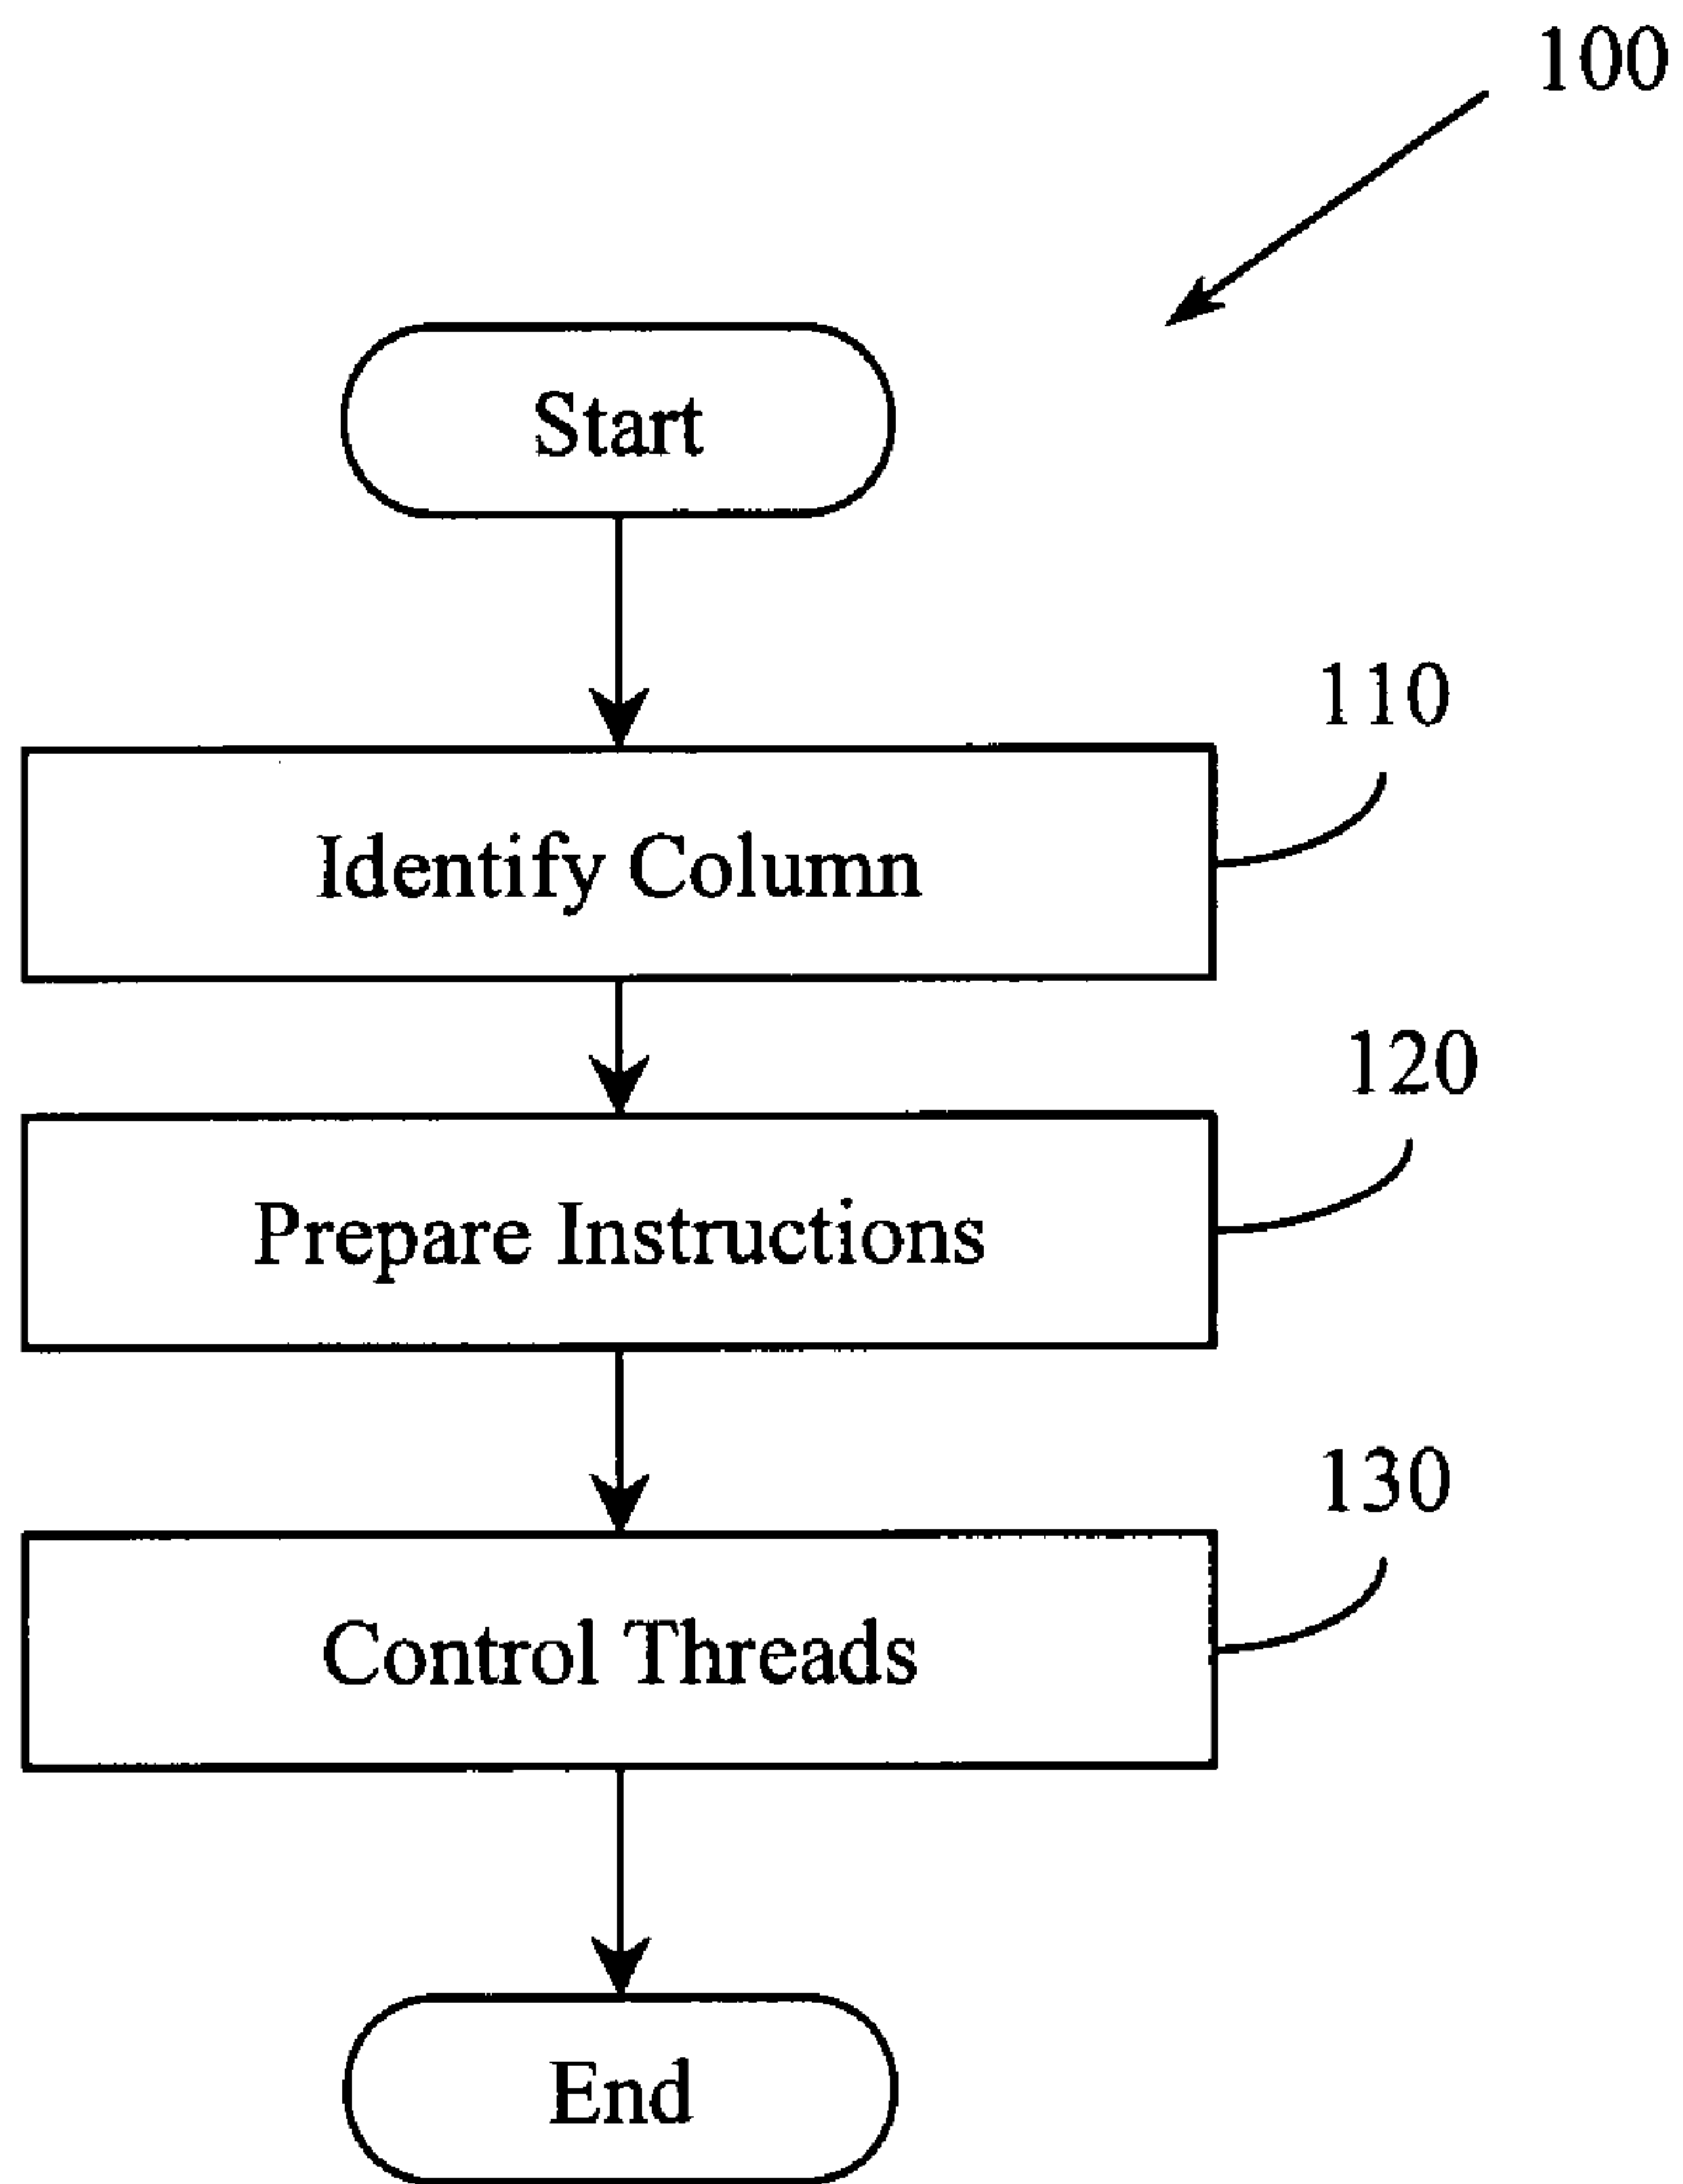 100
Start
110
Identify Column
120
Prepare Instructions
130
Control Threads
End